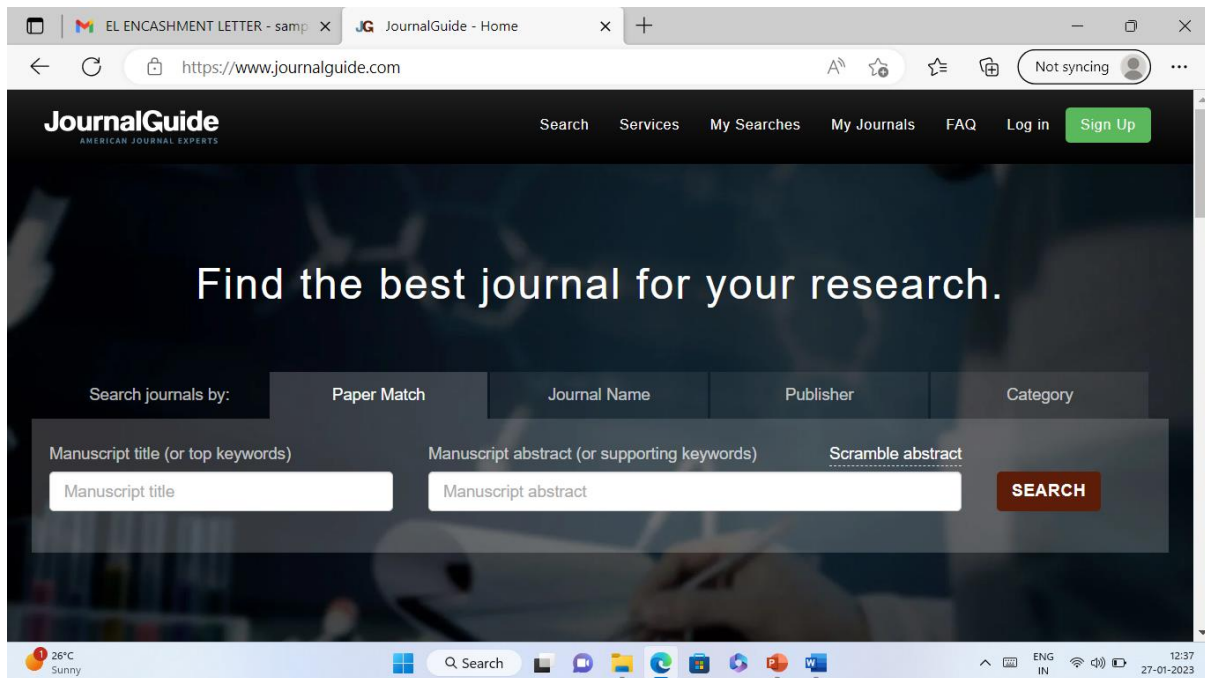 EL ENCASHMENT LETTER - samp
JG JournalGuide - Home
https://www.journalguide.com
Not syncing
JournalGuide
AMERICAN JOURNAL EXPERTS
Search Services My Searches My Journals FAQ Log in Sign Up
Find the best journal for your research.
Search journals by: Paper Match Journal Name Publisher Category
Manuscript title (or top keywords) Manuscript abstract (or supporting keywords) Scramble abstract
Manuscript title Manuscript abstract SEARCH
1 26°C
Sunny
Search
ENG
IN
12:37
27-01-2023